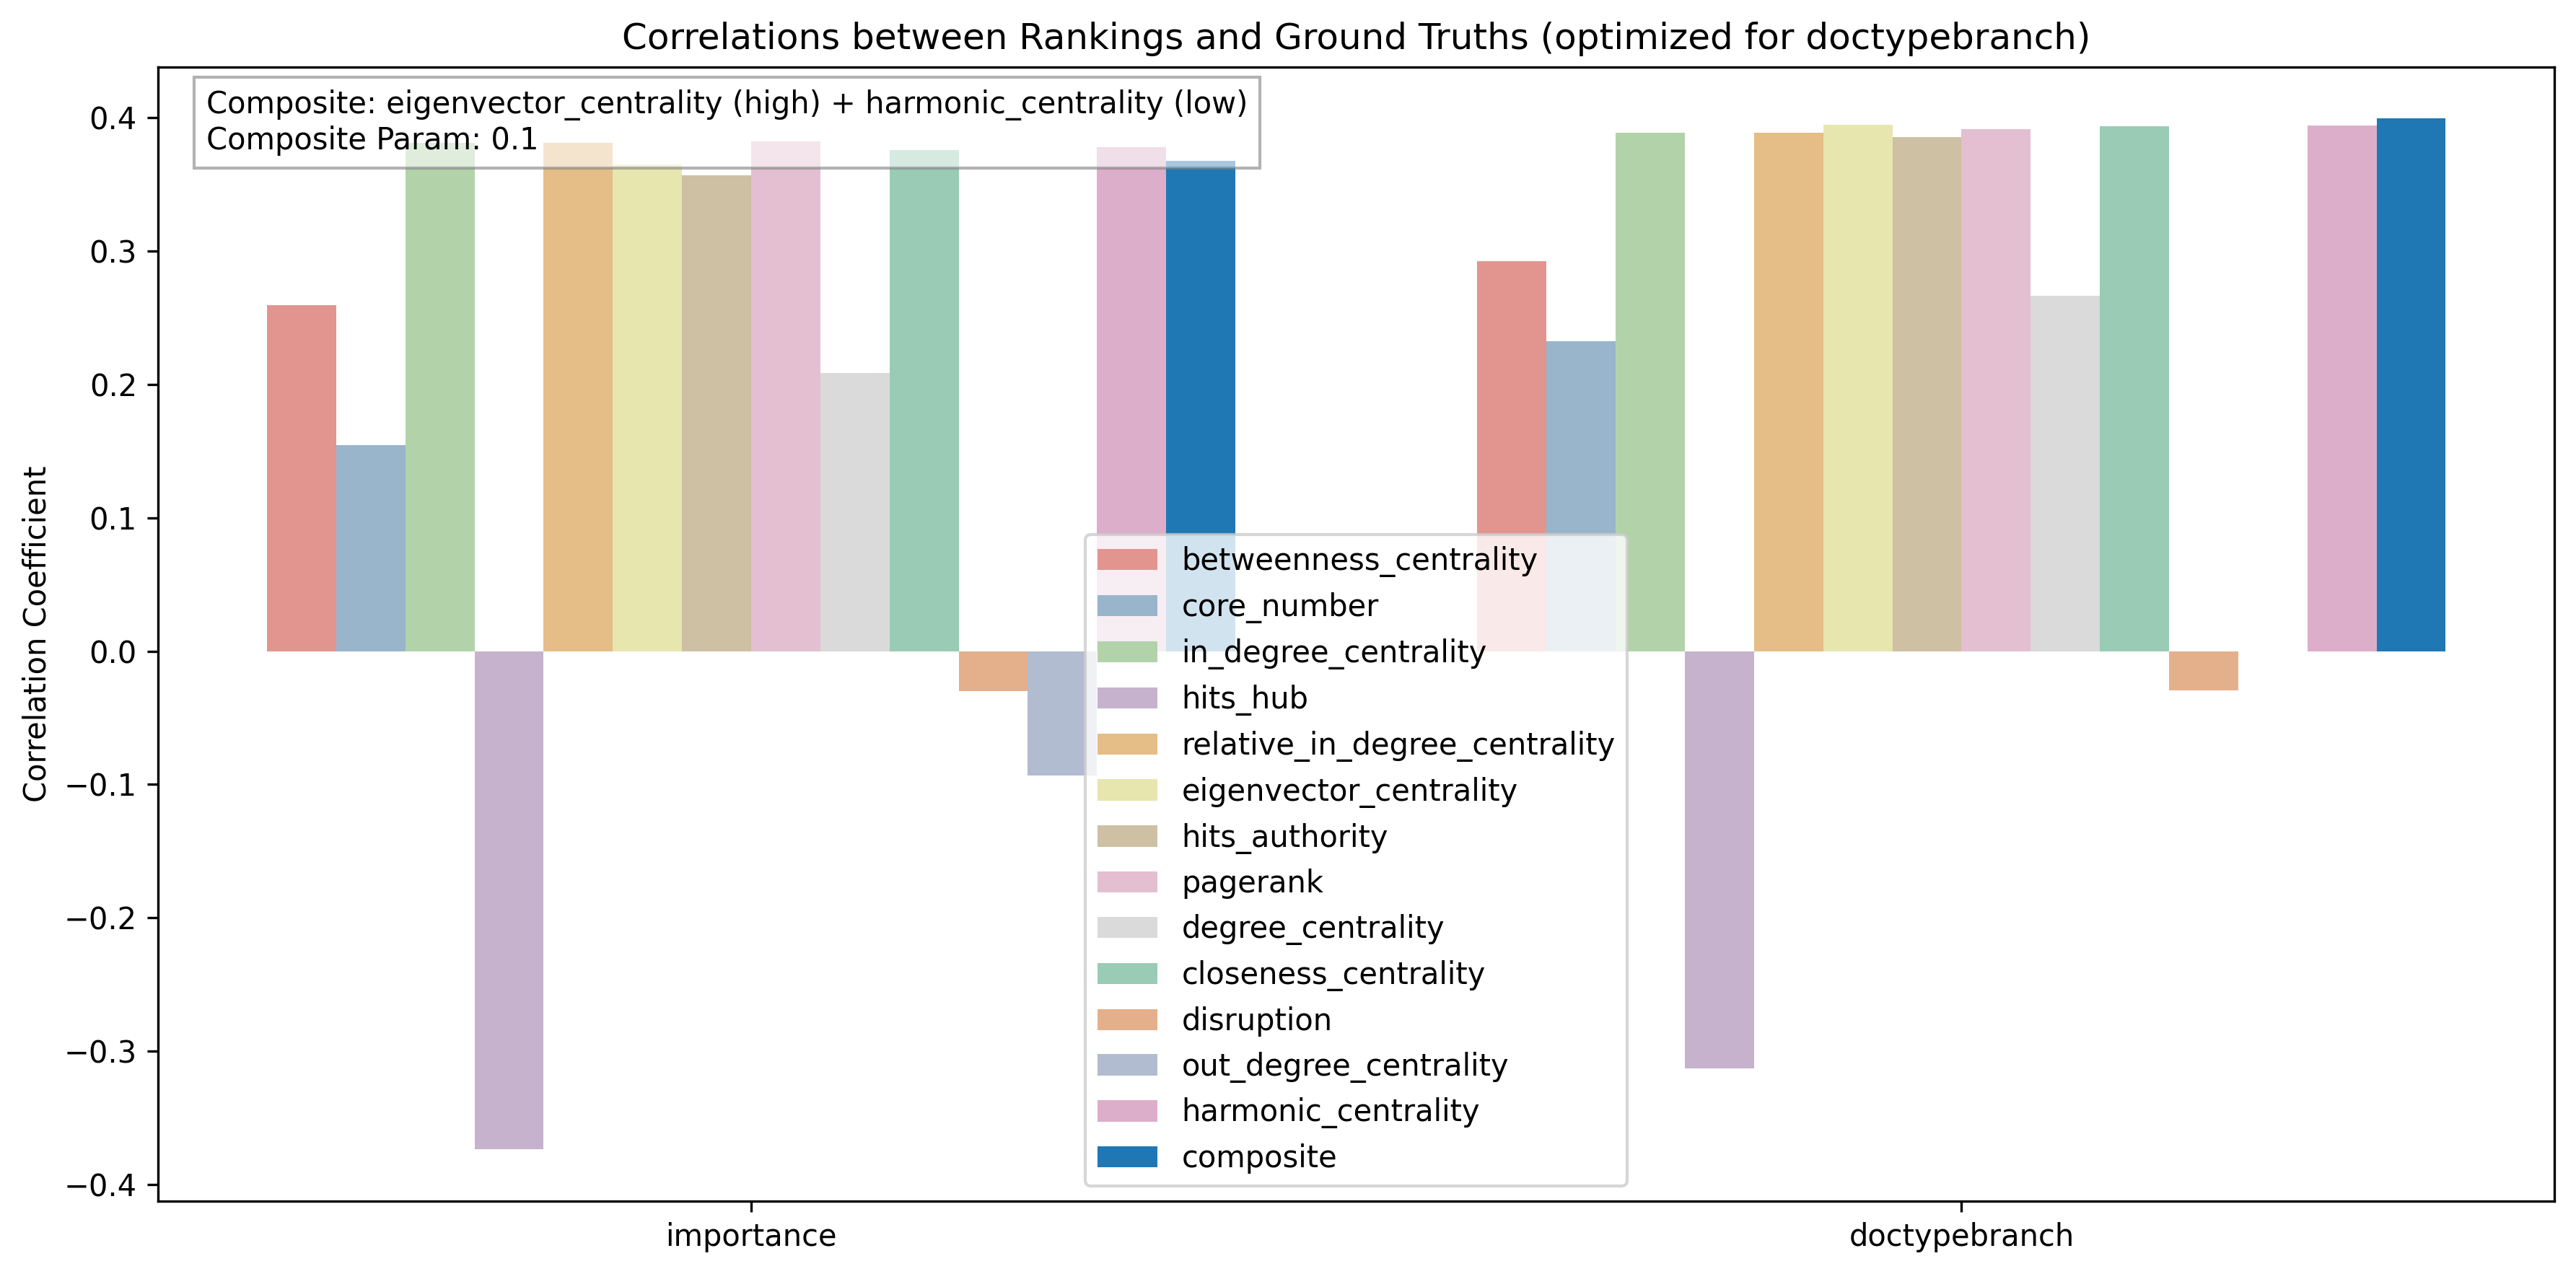 Correlations between Rankings and Ground Truths (optimized for doctypebranch)
Composite: eigenvector_centrality (high) + harmonic_centrality (low)
Composite Param: 0.1
Correlation Coefficient
0.4
0.3
0.2
0.1
0.0
−0.1
−0.2
−0.3
−0.4
betweenness_centrality
core_number
in_degree_centrality
hits_hub
relative_in_degree_centrality
eigenvector_centrality
hits_authority
pagerank
degree_centrality
closeness_centrality
disruption
out_degree_centrality
harmonic_centrality
composite
importance
doctypebranch